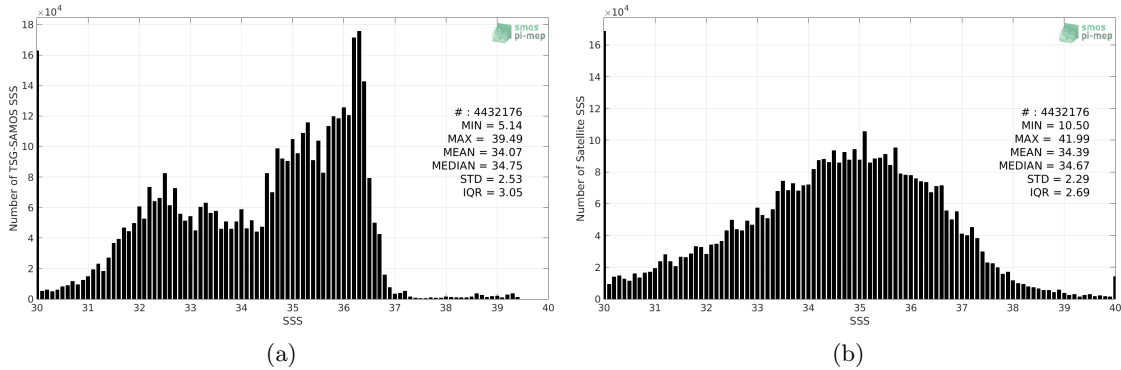 ×10⁴
18
16
14
12
10
8
6
4
2
0
30 31 32 33 34 35 36 37 38 39 40
SSS
Number of TSG-SAMOS SSS
smos
pi-mep
# : 4432176
MIN = 5.14
MAX = 39.49
MEAN = 34.07
MEDIAN = 34.75
STD = 2.53
IQR = 3.05
(a)
×10⁴
16
14
12
10
8
6
4
2
0
30 31 32 33 34 35 36 37 38 39 40
SSS
Number of Satellite SSS
smos
pi-mep
# : 4432176
MIN = 10.50
MAX = 41.99
MEAN = 34.39
MEDIAN = 34.67
STD = 2.29
IQR = 2.69
(b)